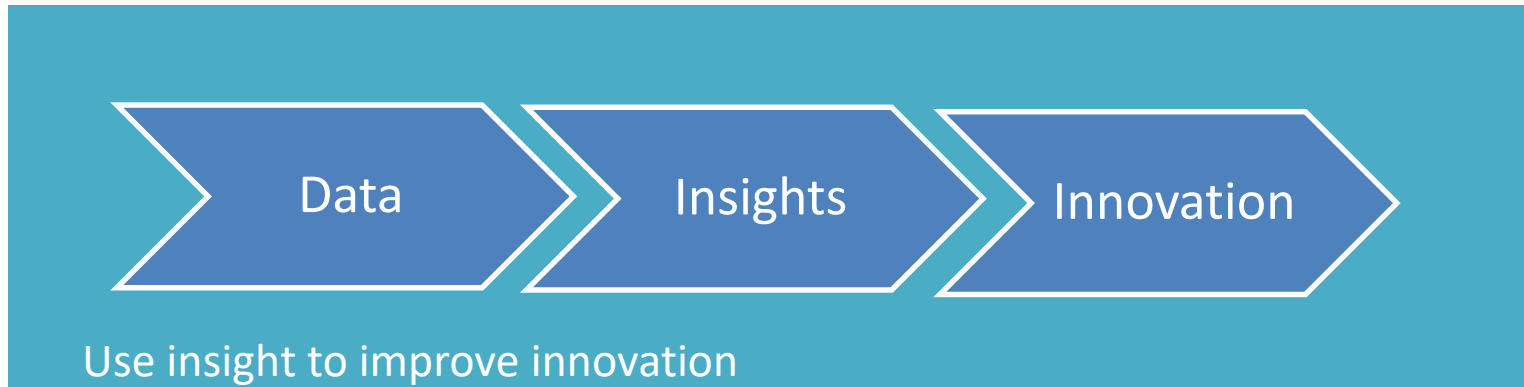 Data
Insights
Innovation
Use insight to improve innovation